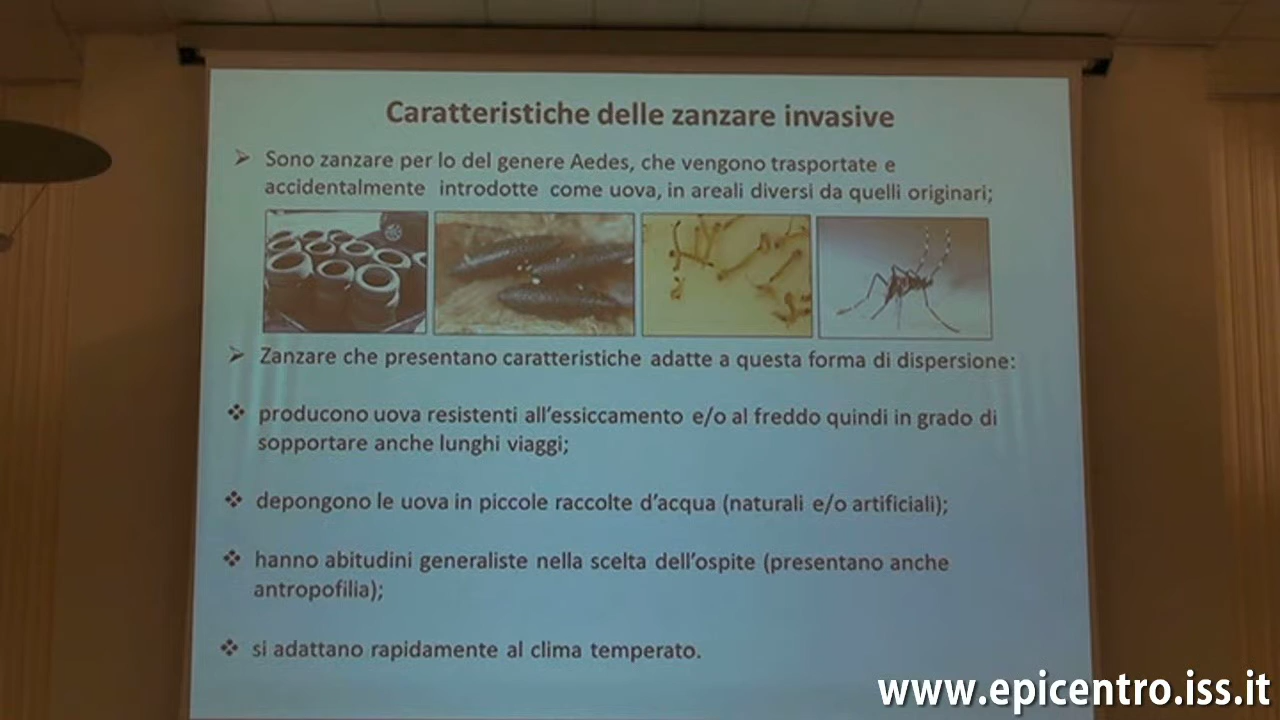 Caratteristiche delle zanzare invasive
Sono zanzare per lo del genere Aedes, che vengono trasportate e
accidentalmente introdotte come uova, in areali diversi da quelli originari;
Zanzare che presentano caratteristiche adatte a questa forma di dispersione:
producono uova resistenti all'essiccamento e/o al freddo quindi in grado di
sopportare anche lunghi viaggi;
depongono le uova in piccole raccolte d'acqua (naturali e/o artificiali);
hanno abitudini generaliste nella scelta dell'ospite (presentano anche
antropofilia);
si adattano rapidamente al clima temperato.
www.epicentro.iss.it